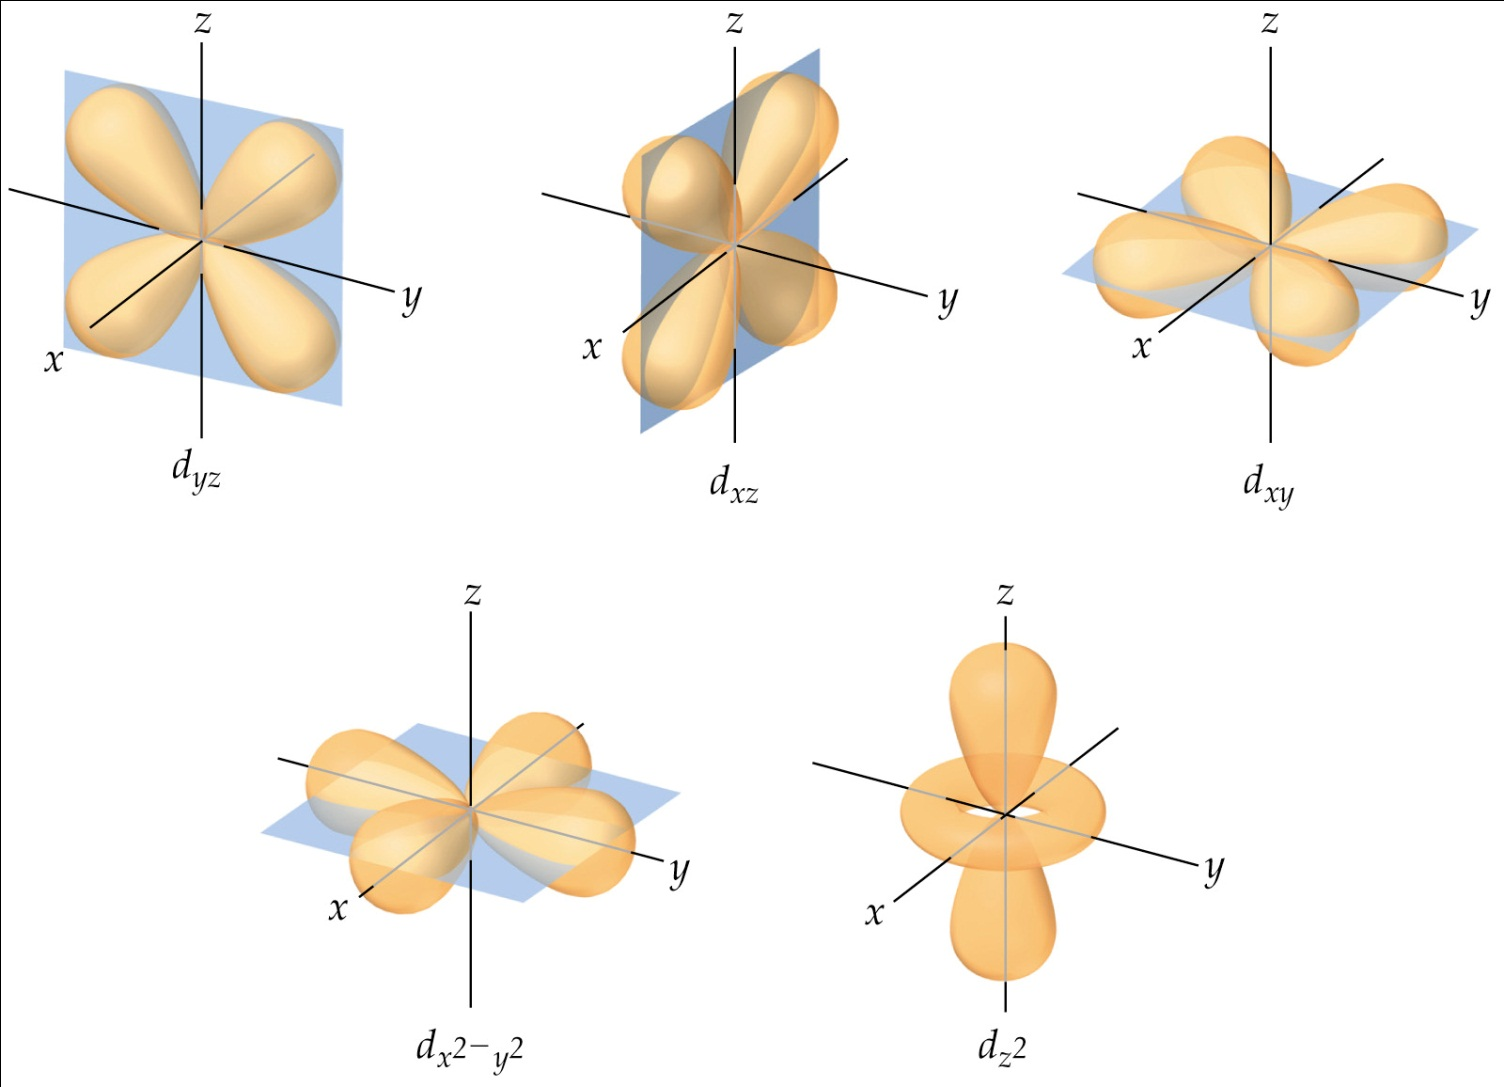 z z z
y y y
x x x
d_yz d_xz d_xy
z z
y y
x x
d_x2−y2 d_z2